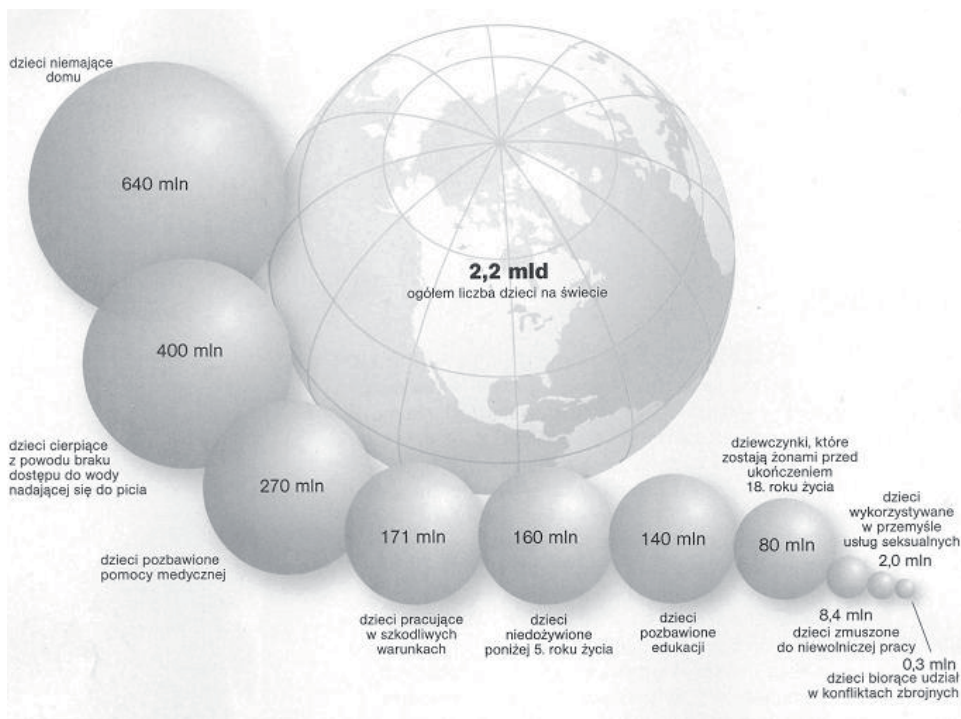 dzieci niemające
domu
640 mln
2,2 mld
ogółem liczba dzieci na świecie
400 mln
dzieci cierpiące
z powodu braku
dostępu do wody
nadającej się do picia
270 mln
dzieci pozbawione
pomocy medycznej
171 mln
dzieci pracujące
w szkodliwych
warunkach
160 mln
dzieci
niedożywione
poniżej 5. roku życia
140 mln
dzieci
pozbawione
edukacji
dziewczynki, które
zostają żonami przed
ukończeniem
18. roku życia
80 mln
8,4 mln
dzieci zmuszone
do niewolniczej pracy
dzieci
wykorzystywane
w przemyśle
usług seksualnych
2,0 mln
0,3 mln
dzieci biorące udział
w konfliktach zbrojnych